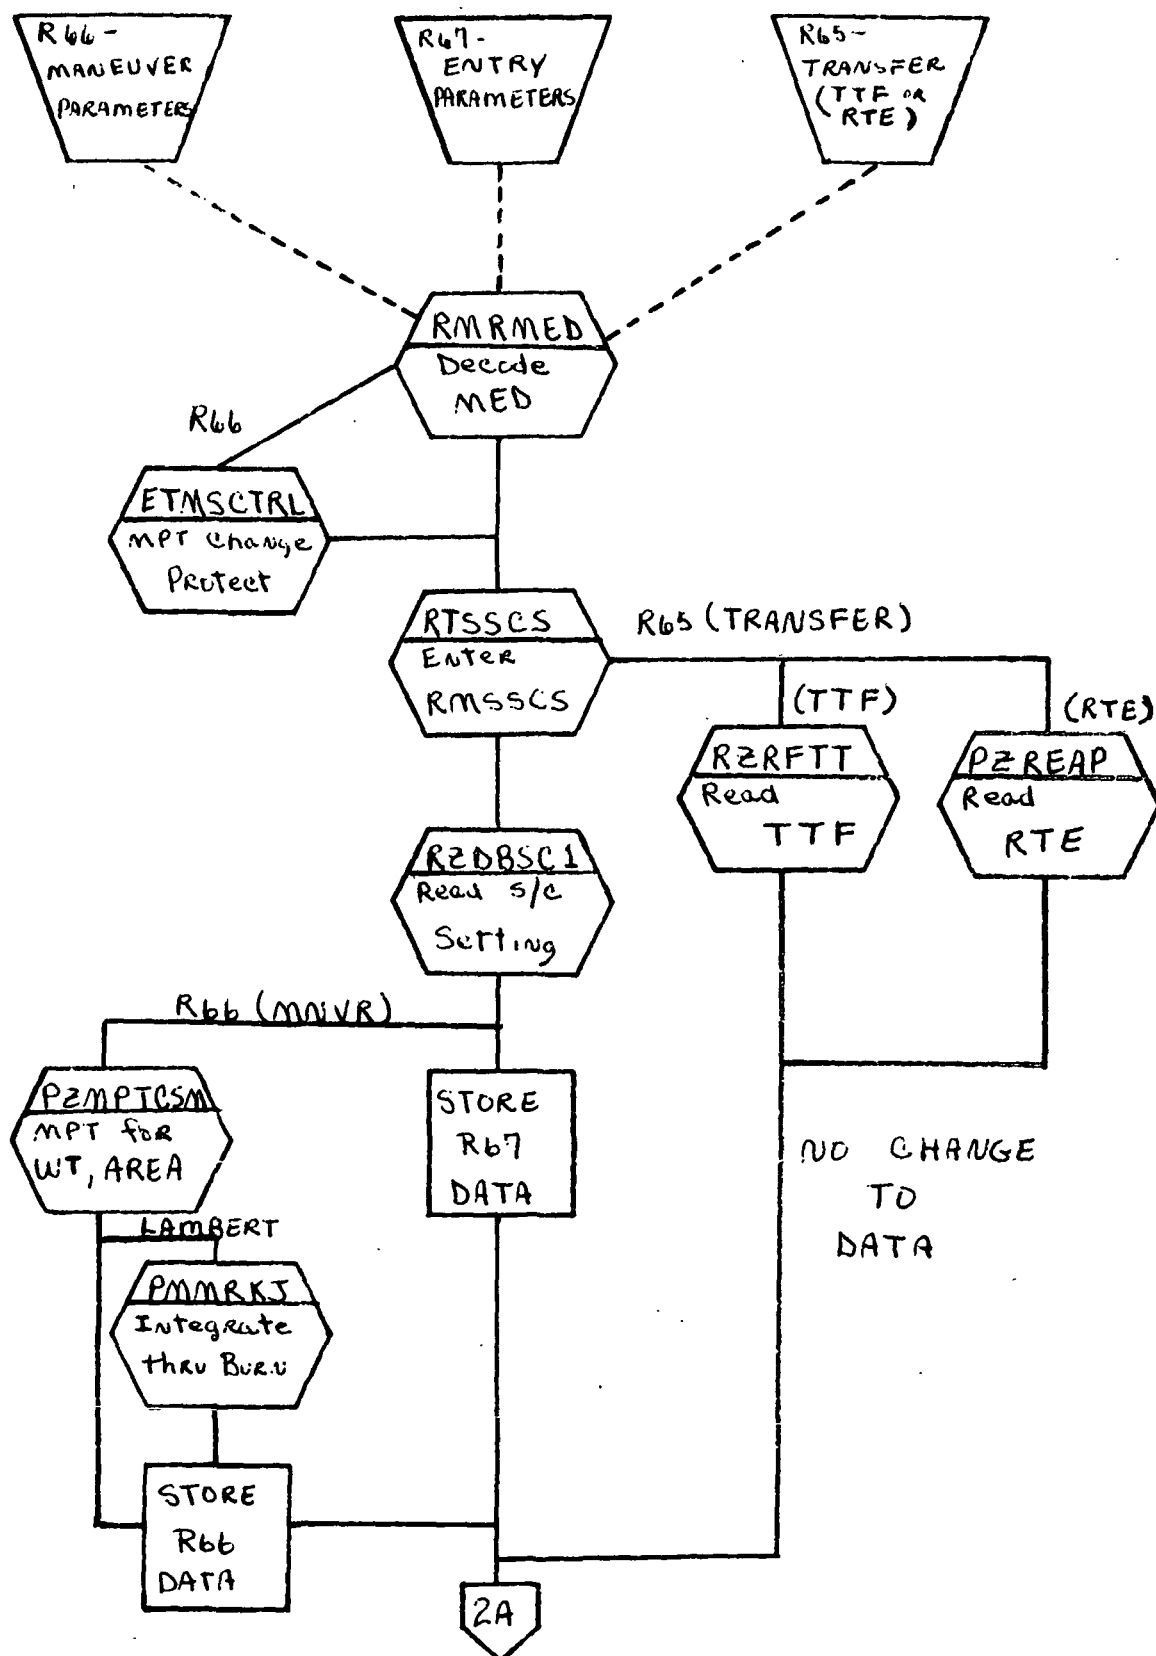 R66-
MANEUVER
PARAMETERS
R67-
ENTRY
PARAMETERS
R65-
TRANSFER
(TTF OR
RTE)
RMRMED
Decode
MED
R66
ETMSCTRL
MPT Change
Protect
RTSSCS
Enter
RMSSCS
R65 (TRANSFER)
(TTF)
(RTE)
RZRFTT
Read
TTF
PZREAP
Read
RTE
RZDBSC1
Read S/C
Setting
R66 (MNVR)
PZMPTCSM
MPT for
WT, AREA
STORE
R67
DATA
NO CHANGE
TO
DATA
LAMBERT
PMMRKJ
Integrate
thru Burn
STORE
R66
DATA
2A